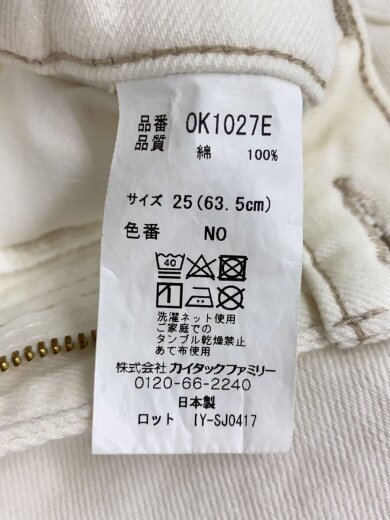 品番 OK1027E
品質 綿 100%
サイズ 25(63.5cm)
色番 NO
40
洗濯ネット使用
ご家庭での
タンブル乾燥禁止
あて布使用
株式会社 カイタックファミリー
0120-66-2240
日本製
ロット IY-SJ0417